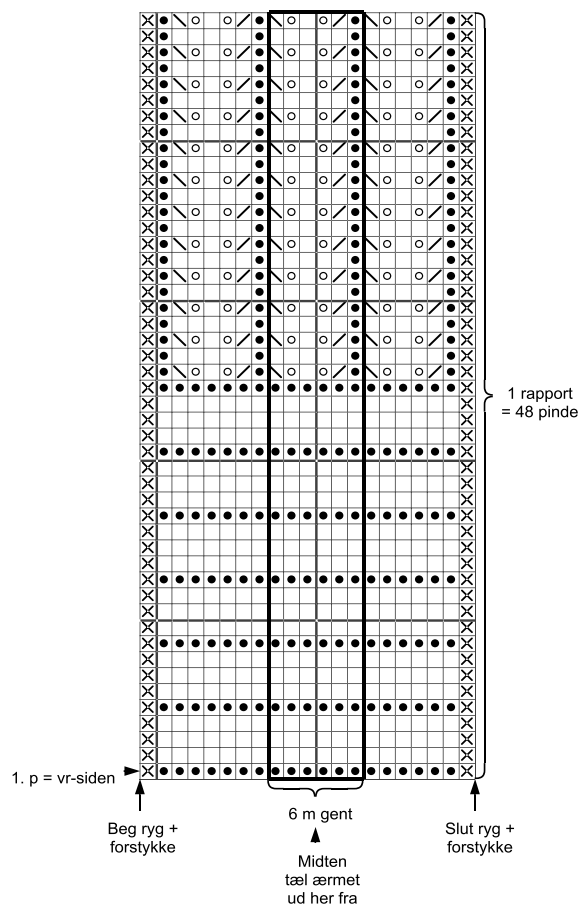 1 rapport
= 48 pinde
1. p = vr-siden
6 m gent
Beg ryg +
forstykke
Slut ryg +
forstykke
Midten
tæl ærmet
ud her fra